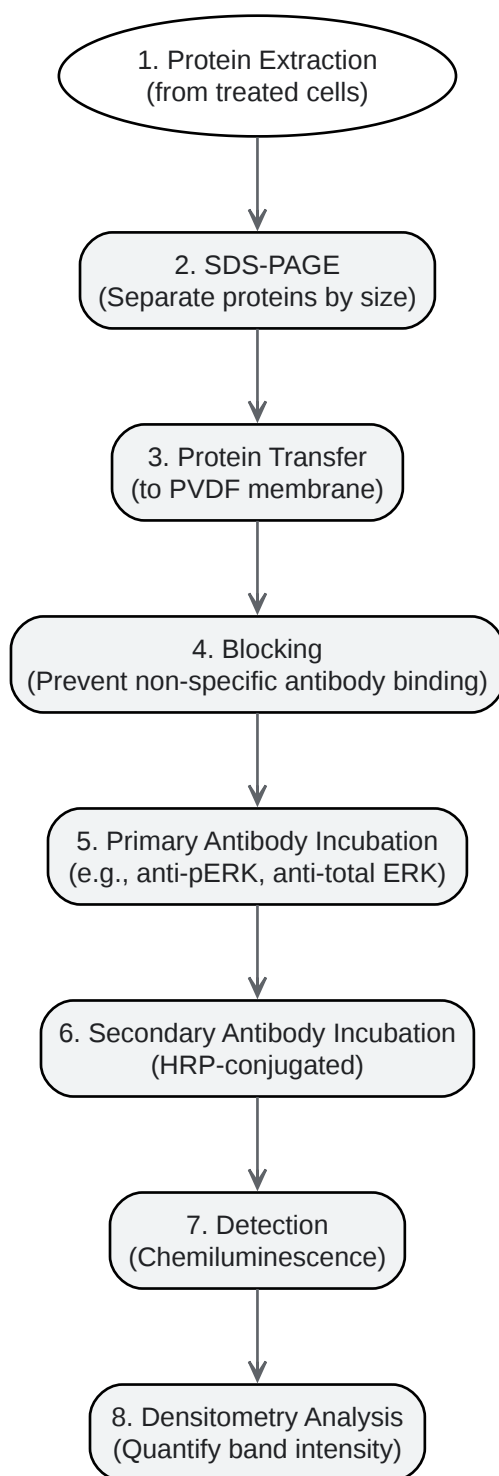 1. Protein Extraction
(from treated cells)
2. SDS-PAGE
(Separate proteins by size)
3. Protein Transfer
(to PVDF membrane)
4. Blocking
(Prevent non-specific antibody binding)
5. Primary Antibody Incubation
(e.g., anti-pERK, anti-total ERK)
6. Secondary Antibody Incubation
(HRP-conjugated)
7. Detection
(Chemiluminescence)
8. Densitometry Analysis
(Quantify band intensity)